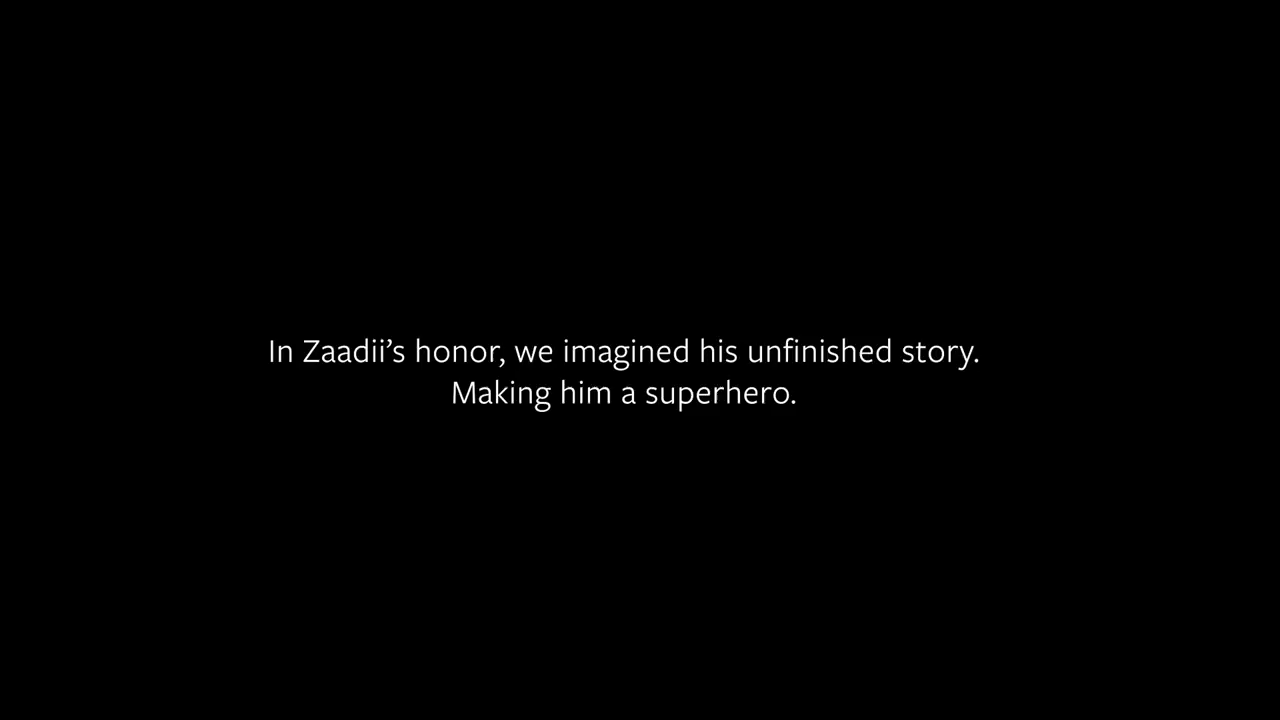 In Zaadii’s honor, we imagined his unfinished story.
Making him a superhero.